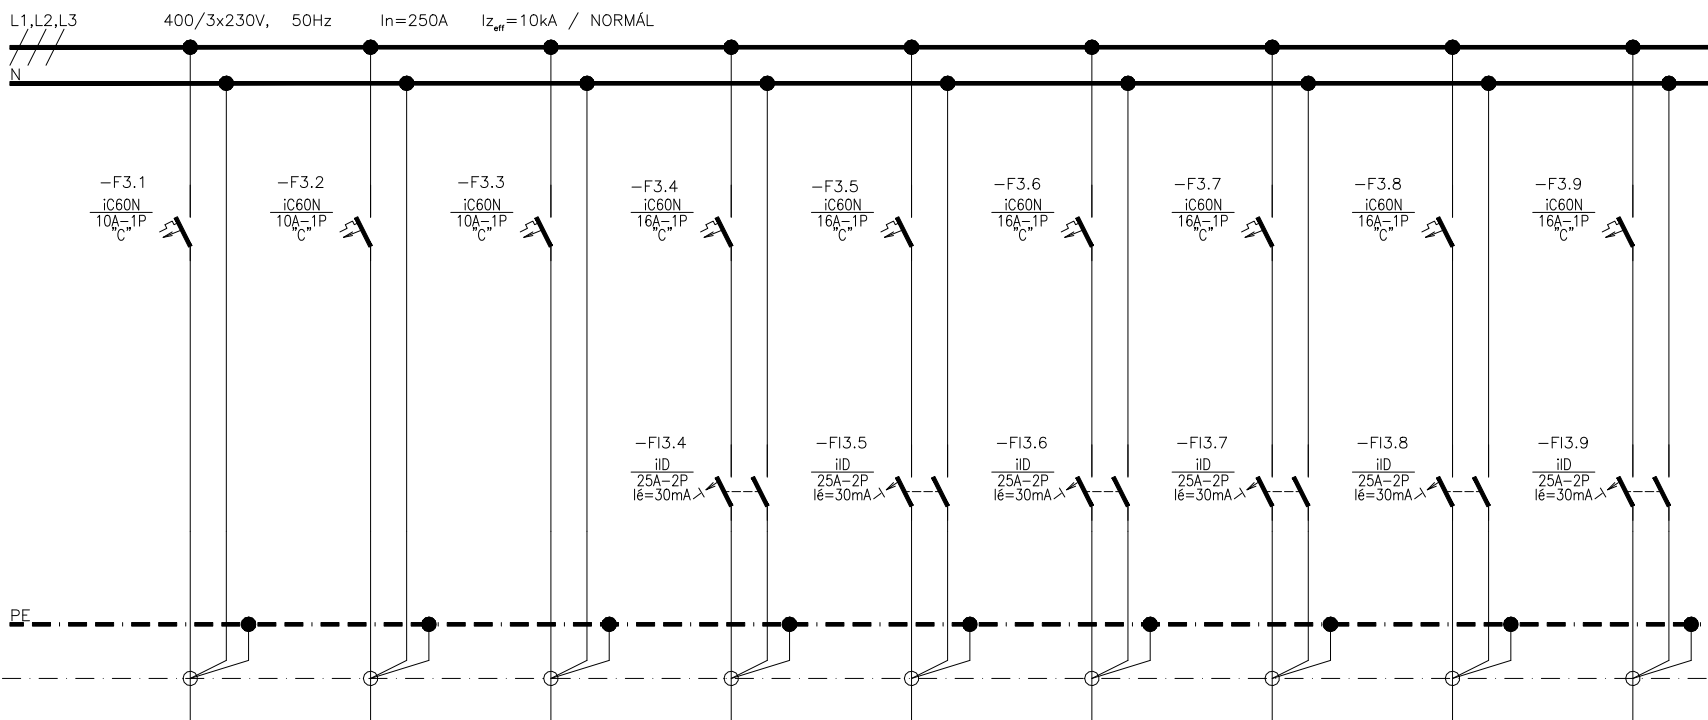 L1,L2,L3 400/3x230V, 50Hz In=250A Iz eff=10kA / NORMÁL
N
-F3.1
iC60N
10A-1P
"C"
-F3.2
iC60N
10A-1P
"C"
-F3.3
iC60N
10A-1P
"C"
-F3.4
iC60N
16A-1P
"C"
-F3.5
iC60N
16A-1P
"C"
-F3.6
iC60N
16A-1P
"C"
-F3.7
iC60N
16A-1P
"C"
-F3.8
iC60N
16A-1P
"C"
-F3.9
iC60N
16A-1P
"C"
-FI3.4
iID
25A-2P
Ié=30mA
-FI3.5
iID
25A-2P
Ié=30mA
-FI3.6
iID
25A-2P
Ié=30mA
-FI3.7
iID
25A-2P
Ié=30mA
-FI3.8
iID
25A-2P
Ié=30mA
-FI3.9
iID
25A-2P
Ié=30mA
PE